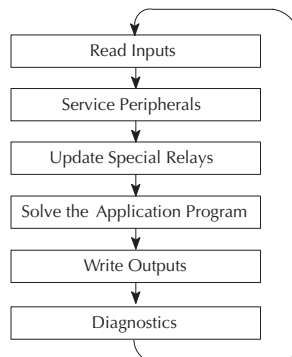 Read Inputs
Service Peripherals
Update Special Relays
Solve the Application Program
Write Outputs
Diagnostics